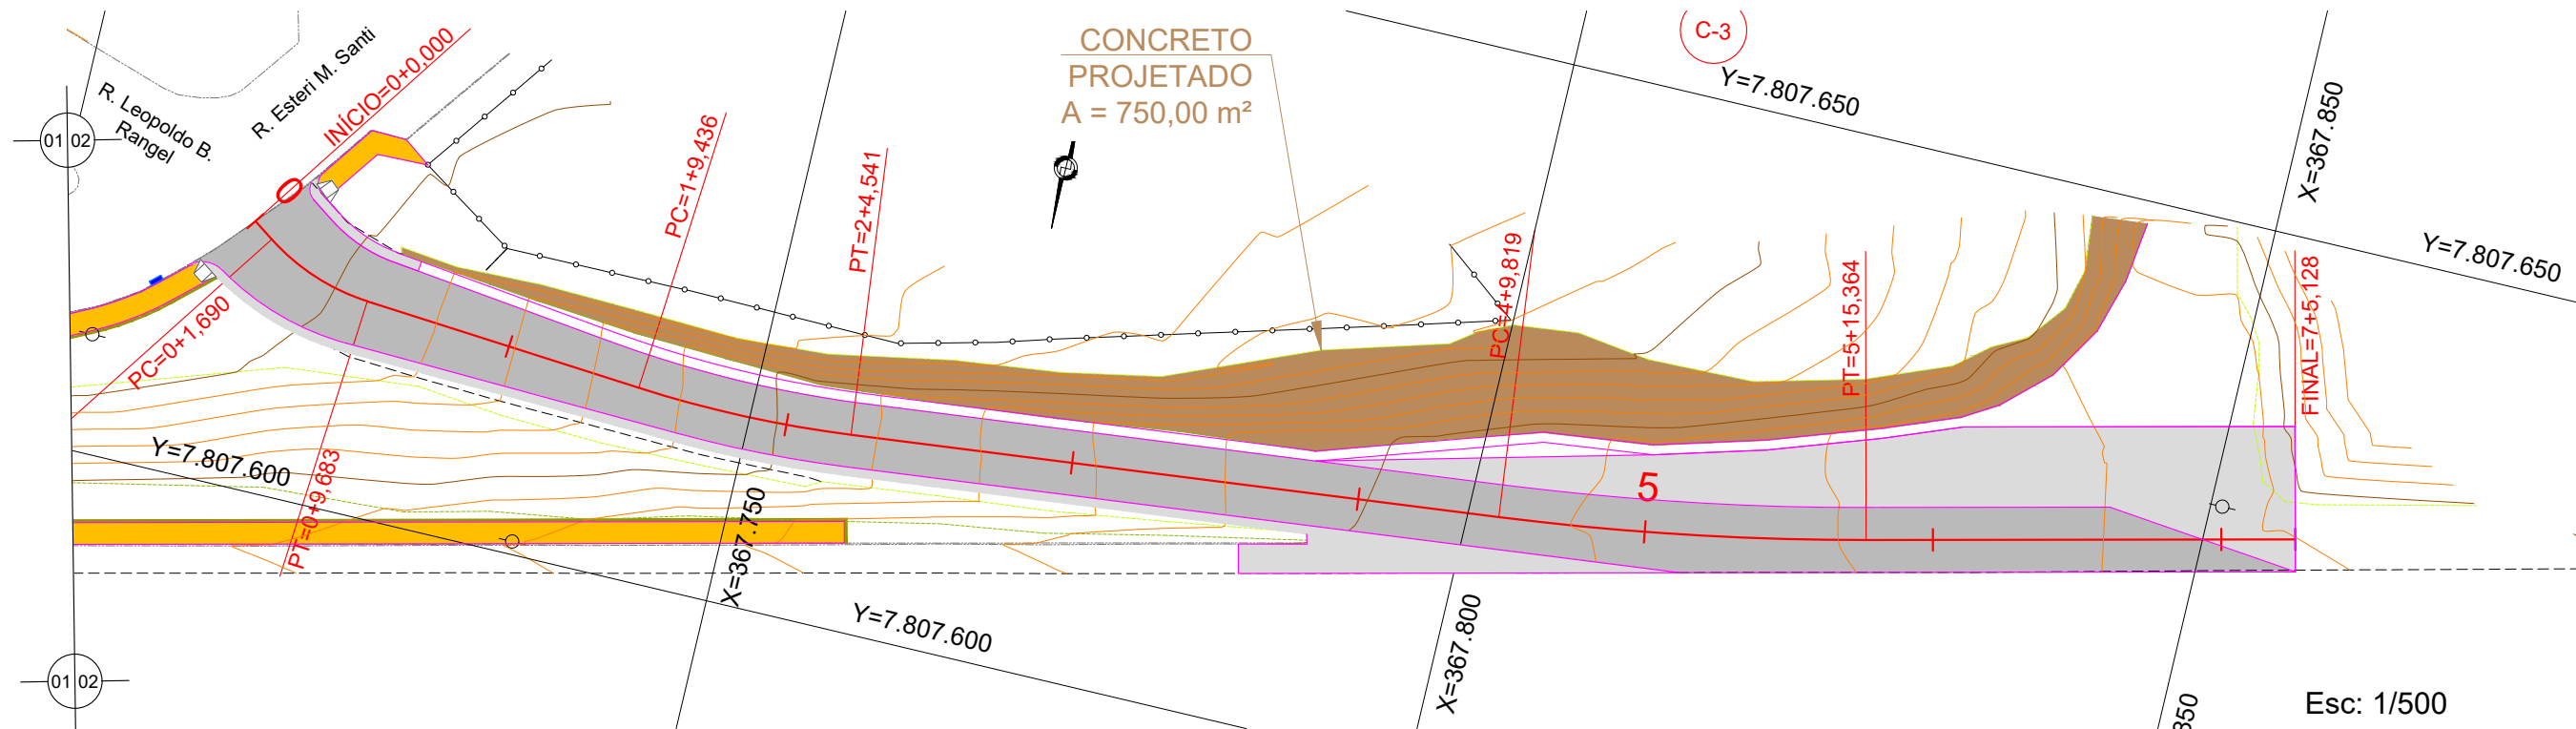 CONCRETO
PROJETADO
A = 750,00 m²
C-3
R. Leopoldo B.
Rangel
R. Esteri M. Santi
INÍCIO=0+0,000
0
01 02
PC=0+1,690
PT=0+9,683
PC=1+9,436
PT=2+4,541
PC=4+9,819
PT=5+15,364
FINAL=7+5,128
5
Y=7.807.650
X=367.850
Y=7.807.650
Y=7.807.600
X=367.750
Y=7.807.600
X=367.800
850
01 02
Esc: 1/500